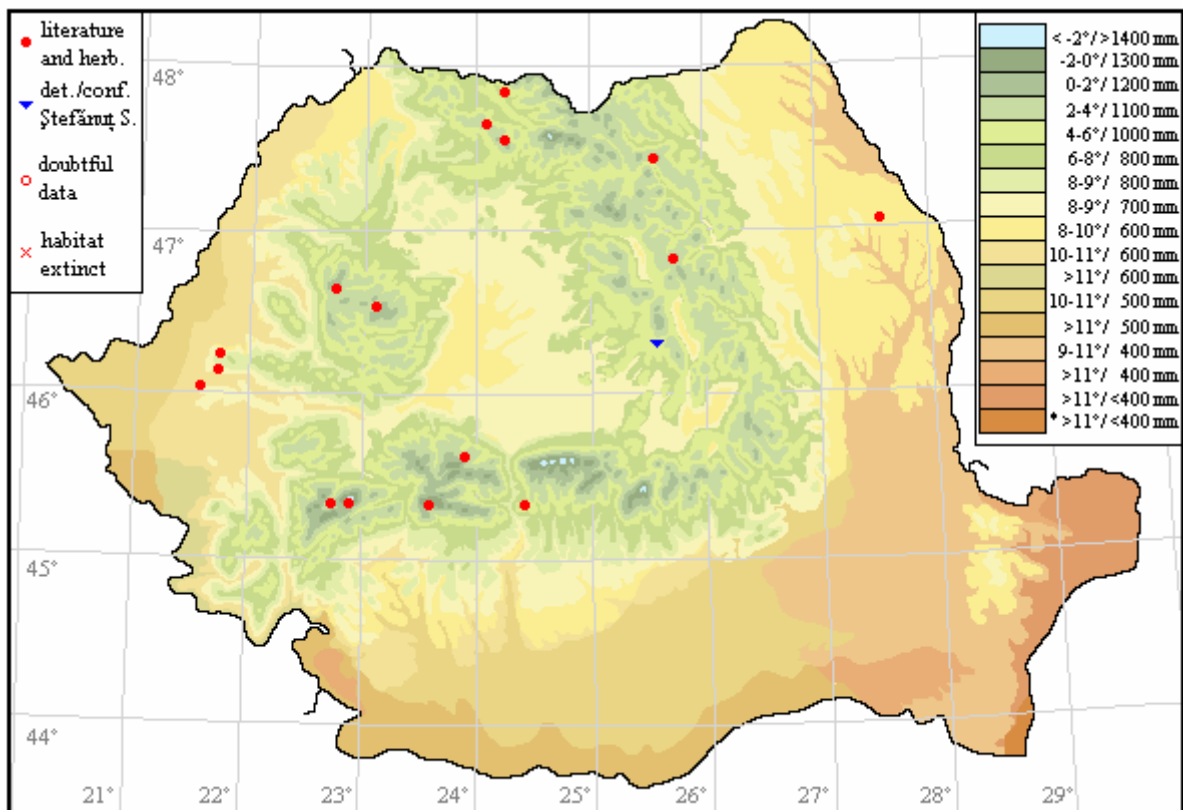 literature
and herb.
det./conf.
Ştefănuţ S.
doubtful
data
habitat
extinct
< -2°/>1400 mm
-2-0°/ 1300 mm
0-2°/ 1200 mm
2-4°/ 1100 mm
4-6°/ 1000 mm
6-8°/ 800 mm
8-9°/ 800 mm
8-9°/ 700 mm
8-10°/ 600 mm
10-11°/ 600 mm
>11°/ 600 mm
10-11°/ 500 mm
>11°/ 500 mm
9-11°/ 400 mm
>11°/ 400 mm
>11°/<400 mm
* >11°/<400 mm
48°
47°
46°
45°
44°
21° 22° 23° 24° 25° 26° 27° 28° 29°